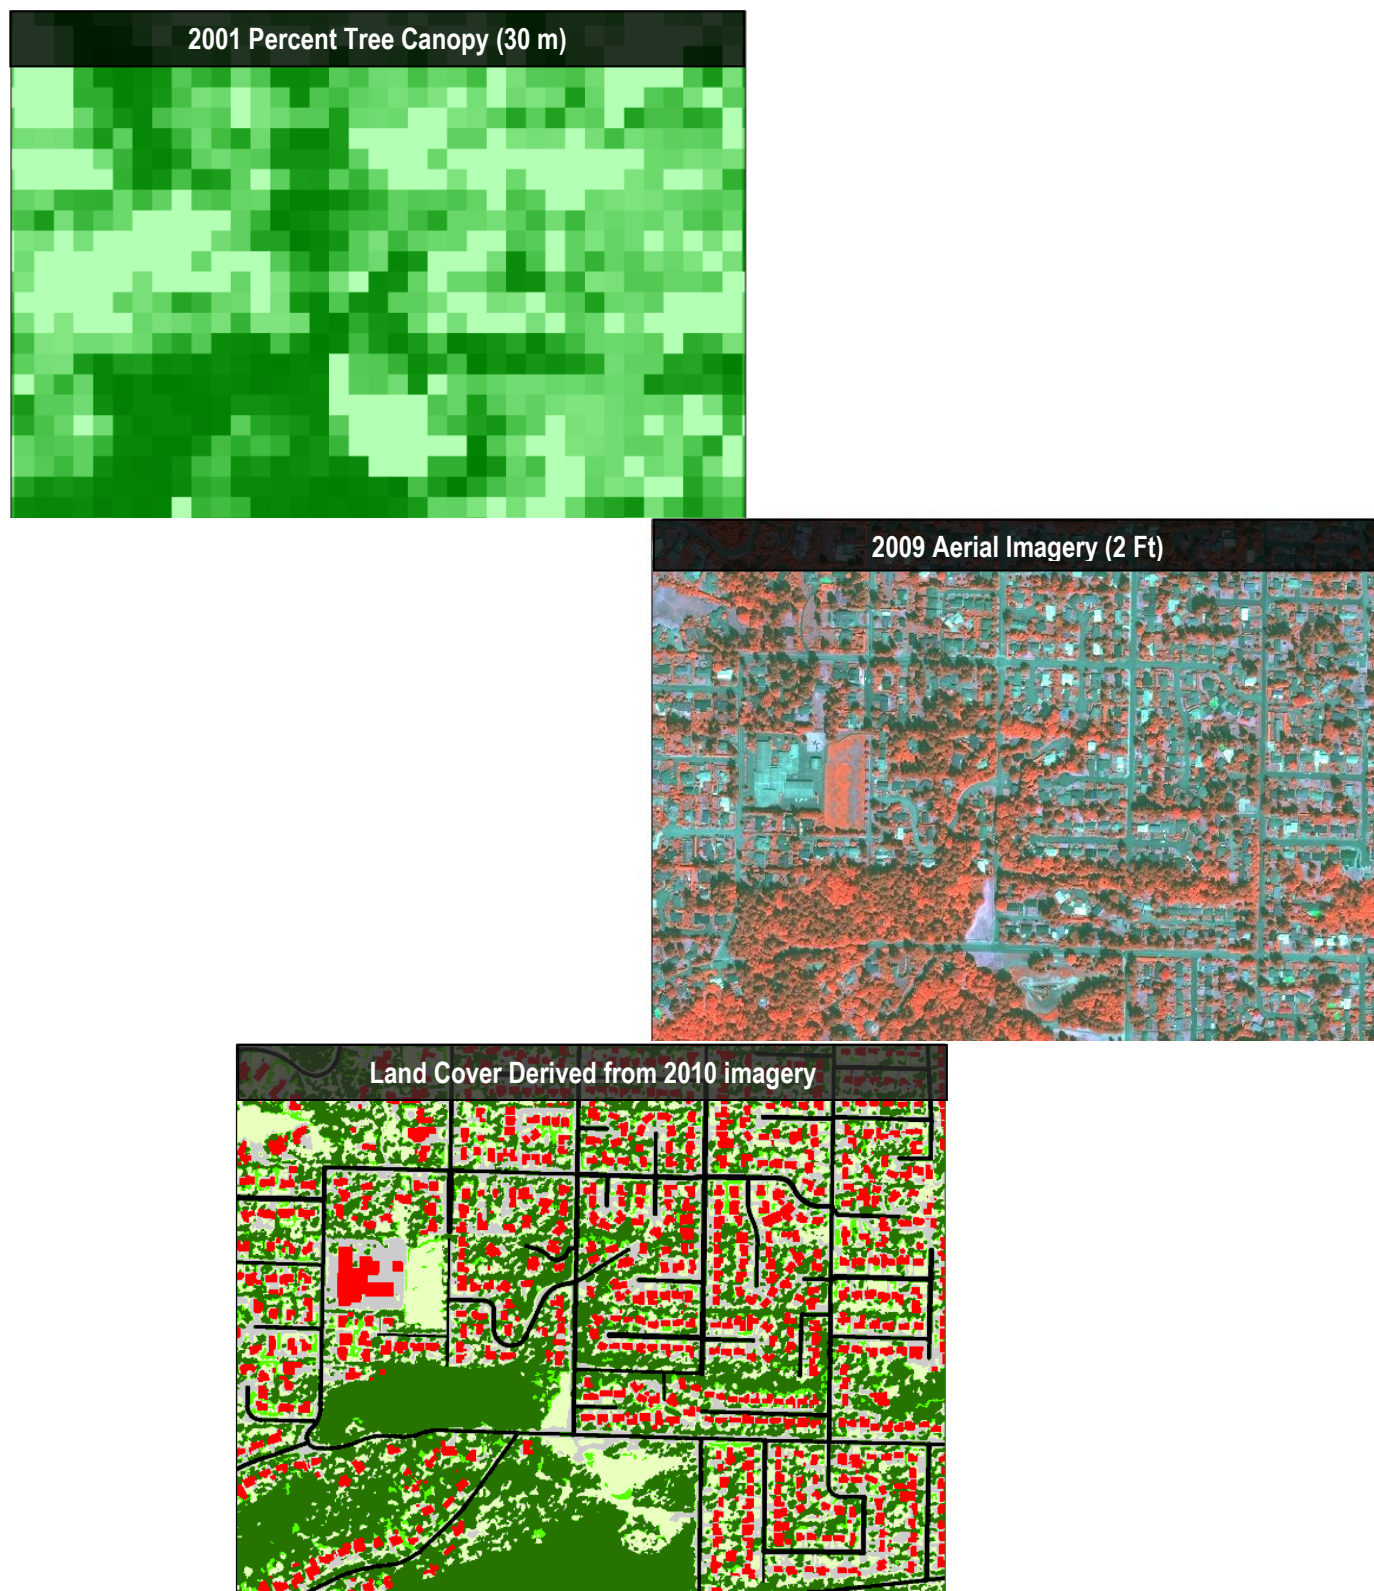 2001 Percent Tree Canopy (30 m)
2009 Aerial Imagery (2 Ft)
Land Cover Derived from 2010 imagery